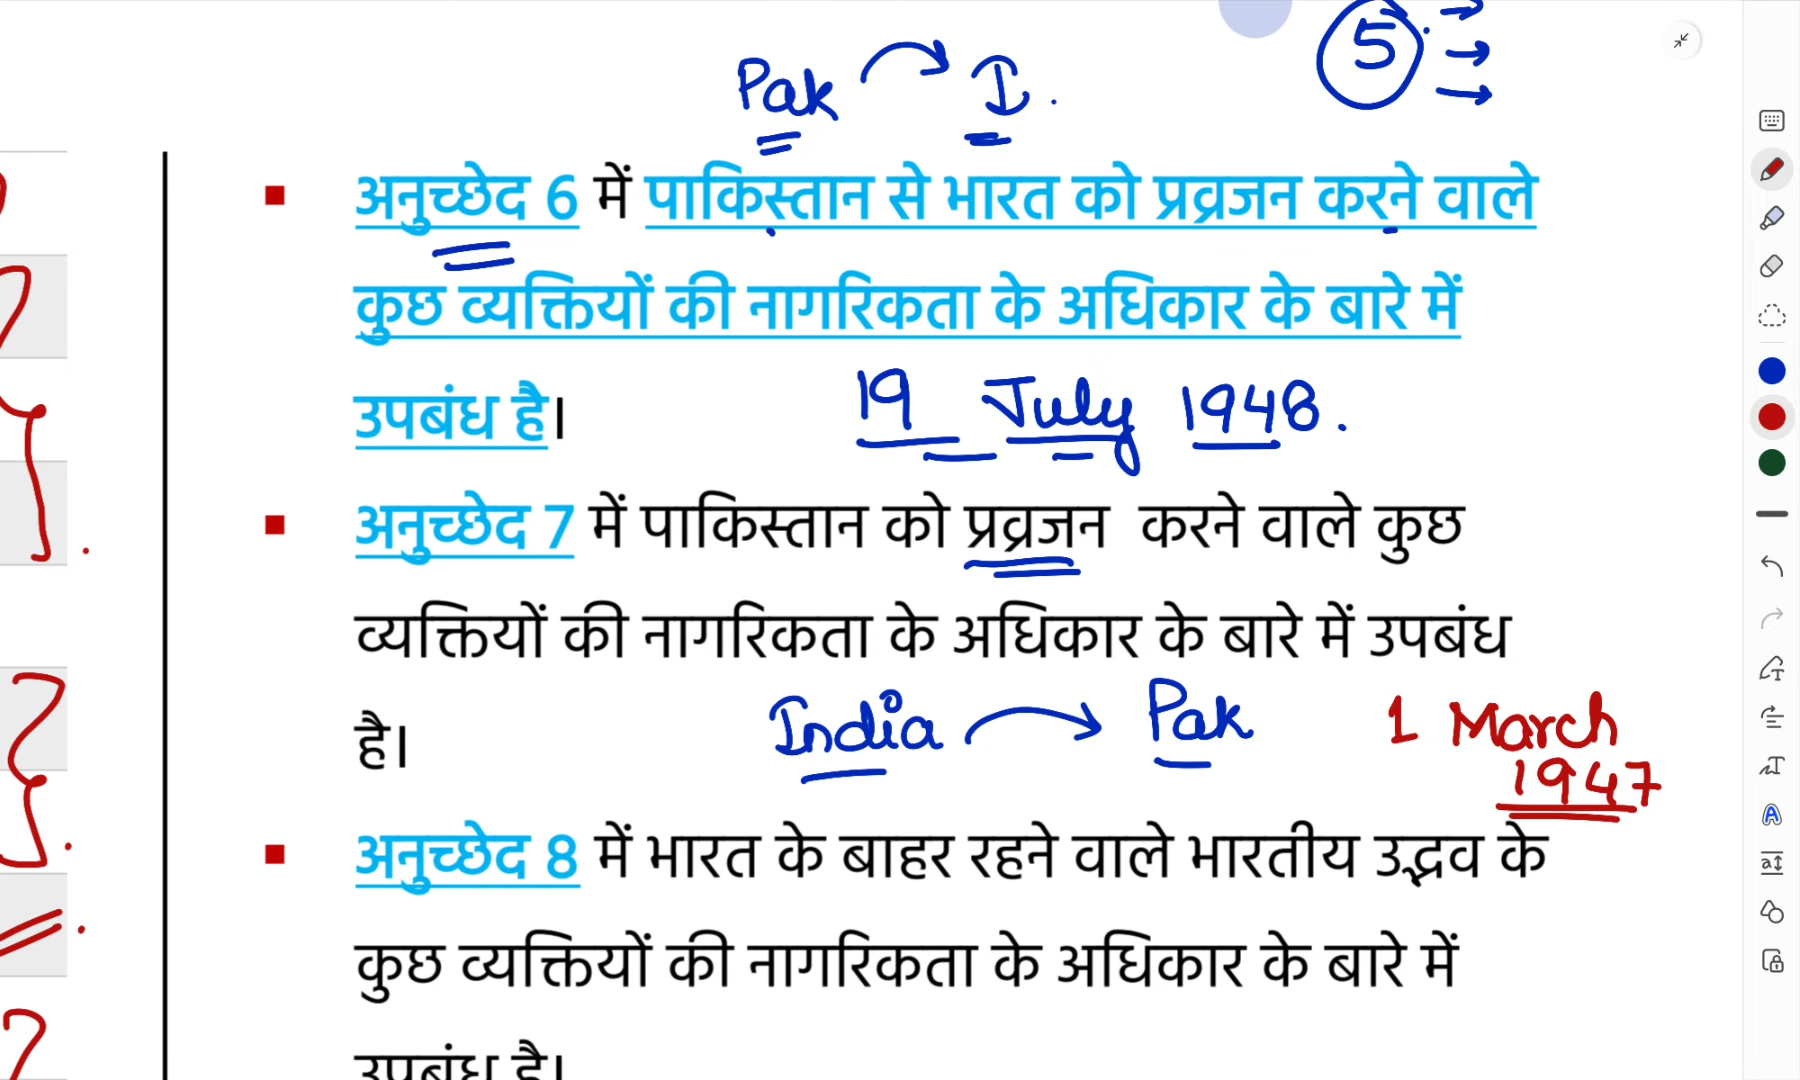 5
Pak → I.
अनुच्छेद 6 में पाकिस्तान से भारत को प्रव्रजन करने वाले
कुछ व्यक्तियों की नागरिकता के अधिकार के बारे में
उपबंध है।
19 July 1948.
अनुच्छेद 7 में पाकिस्तान को प्रव्रजन करने वाले कुछ
व्यक्तियों की नागरिकता के अधिकार के बारे में उपबंध
है।
India → Pak
1 March
1947
अनुच्छेद 8 में भारत के बाहर रहने वाले भारतीय उद्भव के
कुछ व्यक्तियों की नागरिकता के अधिकार के बारे में
उपबंध है।